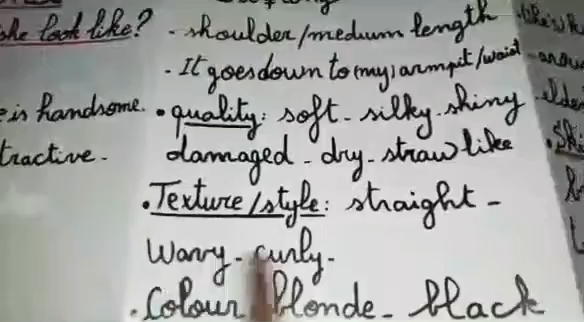 she look like?
- shoulder/medium length
- It goes down to (my) armpit/waist
e is handsome.
• quality: soft - silky - shiny
tractive.
damaged - dry - straw like
• Texture/style: straight -
Wavy - curly -
• Colour blonde - black